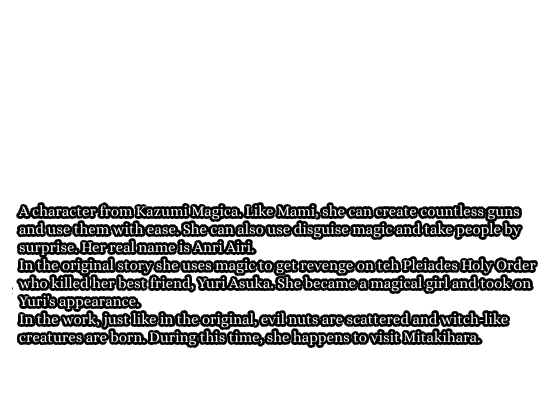 A character from Kazumi Magica. Like Mami, she can create countless guns
and use them with ease. She can also use disguise magic and take people by
surprise. Her real name is Anri Airi.
In the original story she uses magic to get revenge on teh Pleiades Holy Order
who killed her best friend, Yuri Asuka. She became a magical girl and took on
Yuri's appearance.
In the work, just like in the original, evil nuts are scattered and witch-like
creatures are born. During this time, she happens to visit Mitakihara.